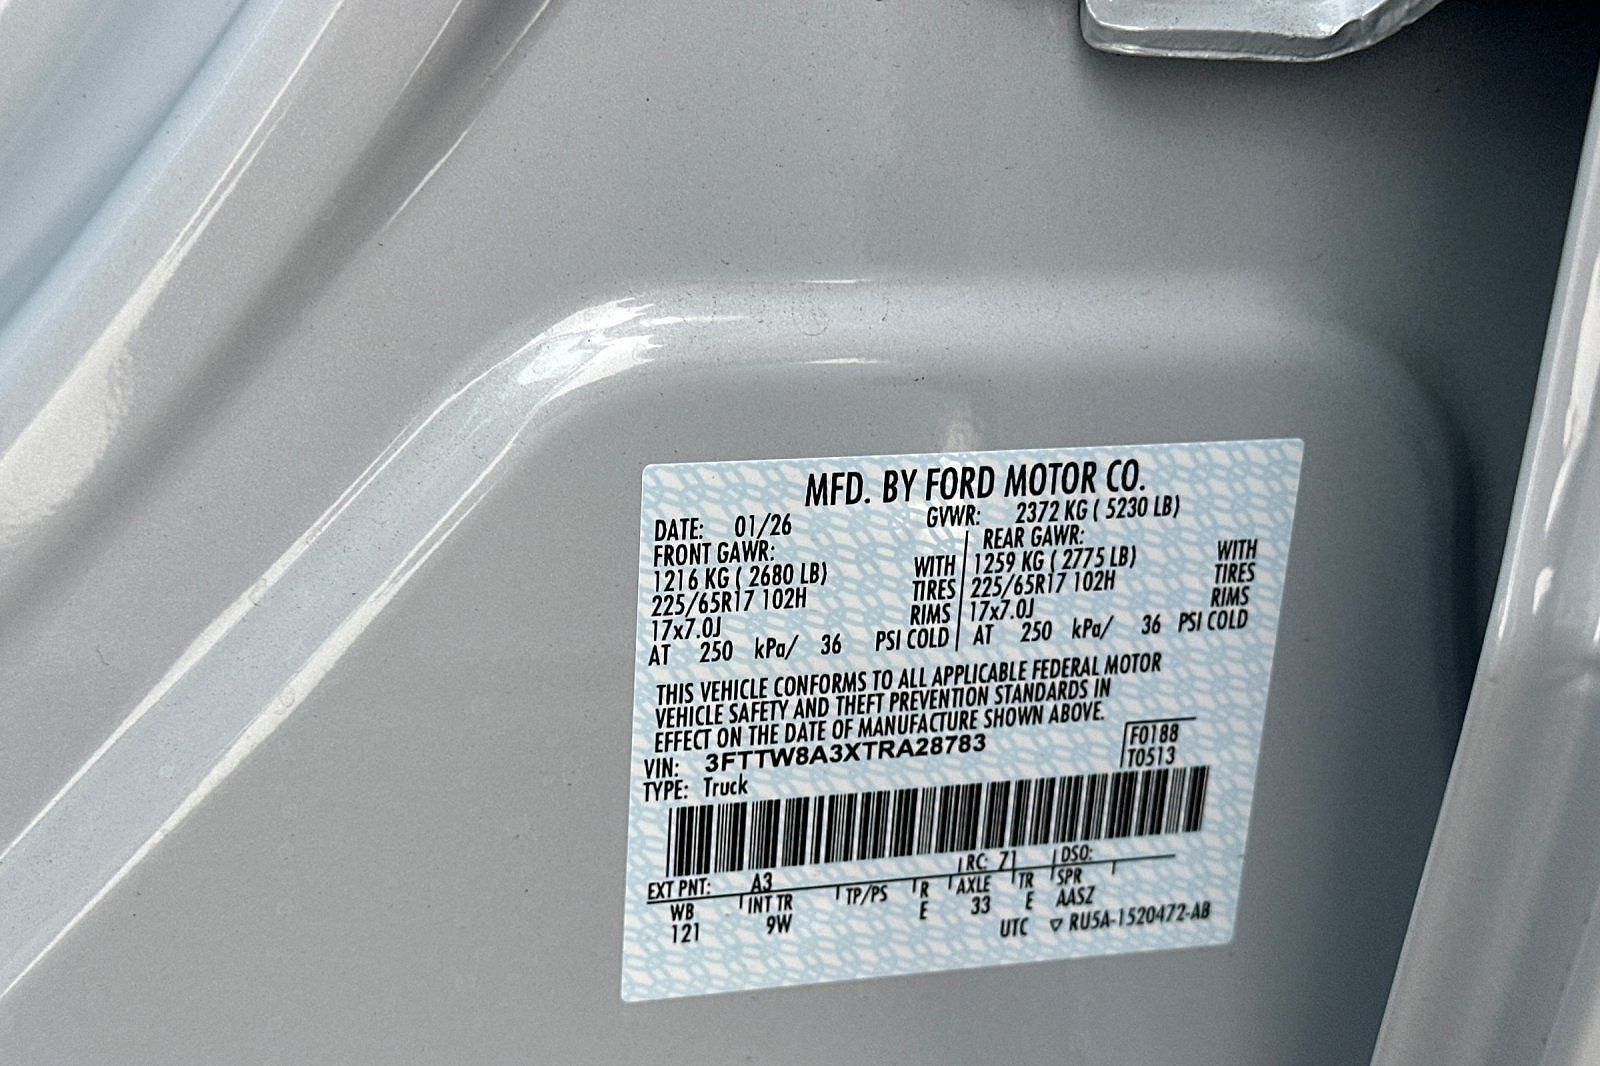 MFD. BY FORD MOTOR CO.
DATE: 01/26 GVWR: 2372 KG ( 5230 LB)
FRONT GAWR: REAR GAWR:
1216 KG ( 2680 LB) WITH 1259 KG ( 2775 LB) WITH
225/65R17 102H TIRES 225/65R17 102H TIRES
17x7.0J RIMS 17x7.0J RIMS
AT 250 kPa/ 36 PSI COLD AT 250 kPa/ 36 PSI COLD
THIS VEHICLE CONFORMS TO ALL APPLICABLE FEDERAL MOTOR
VEHICLE SAFETY AND THEFT PREVENTION STANDARDS IN
EFFECT ON THE DATE OF MANUFACTURE SHOWN ABOVE.
VIN: 3FTTW8A3XTRA28783 F0188
TYPE: Truck T0513
EXT PNT: A3 RC: 71 DSO:
WB INT TR TP/PS R AXLE TR SPR
121 9W E 33 E AASZ
UTC ▽ RU5A-1520472-AB